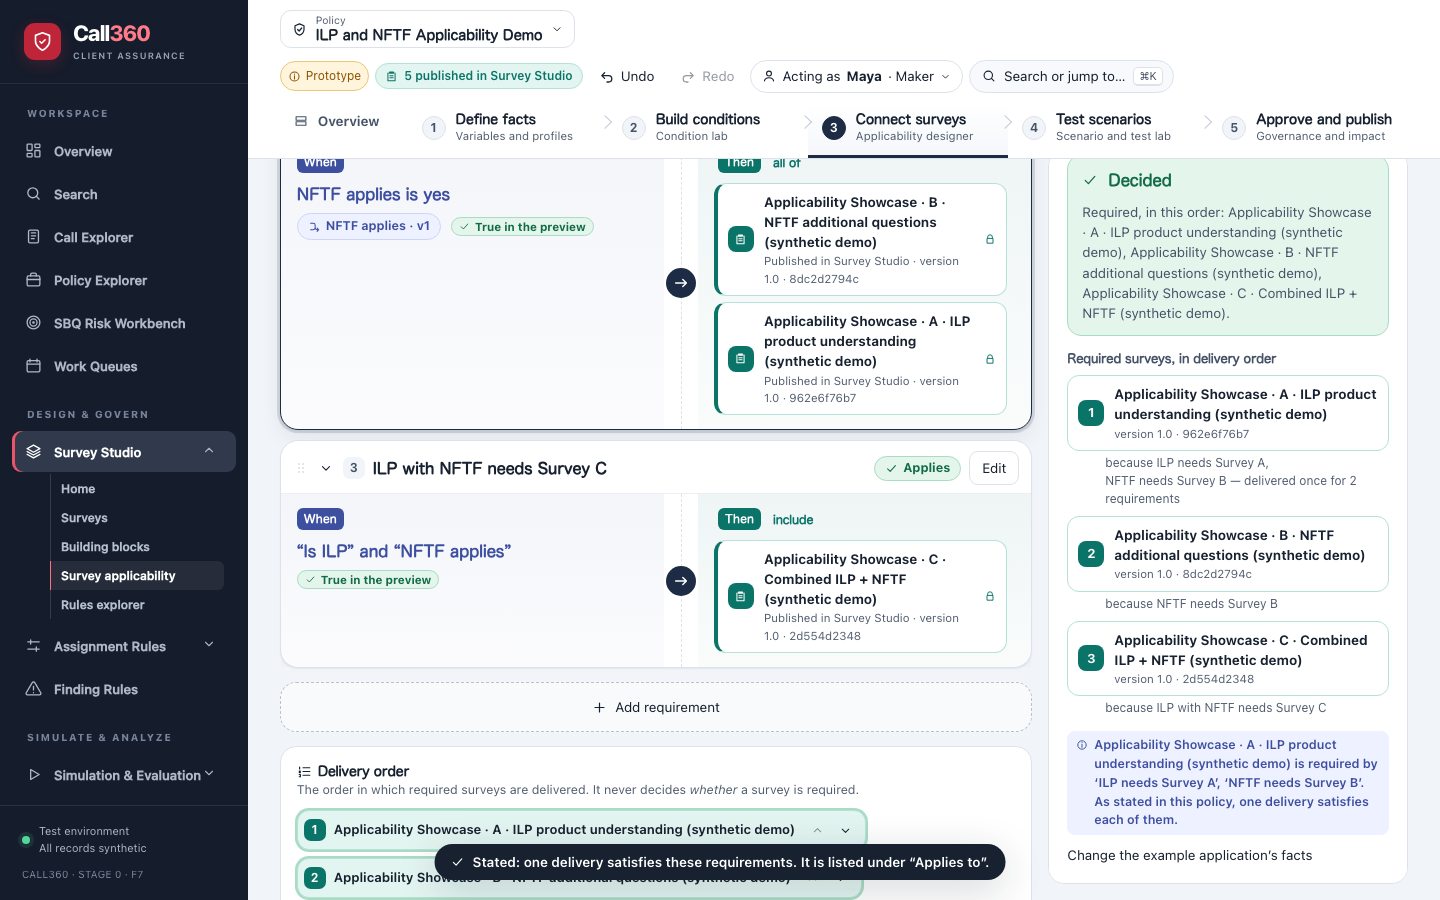 Call360
CLIENT ASSURANCE
WORKSPACE
Overview
Search
Call Explorer
Policy Explorer
SBQ Risk Workbench
Work Queues
DESIGN & GOVERN
Survey Studio
Home
Surveys
Building blocks
Survey applicability
Rules explorer
Assignment Rules
Finding Rules
SIMULATE & ANALYZE
Simulation & Evaluation
Test environment
All records synthetic
CALL360 · STAGE 0 · F7
Policy
ILP and NFTF Applicability Demo
Prototype
5 published in Survey Studio
Undo
Redo
Acting as Maya · Maker
Search or jump to... ⌘K
Overview
1 Define facts
Variables and profiles
2 Build conditions
Condition lab
3 Connect surveys
Applicability designer
4 Test scenarios
Scenario and test lab
5 Approve and publish
Governance and impact
When
NFTF applies is yes
NFTF applies · v1
True in the preview
Then all of
Applicability Showcase · B ·
NFTF additional questions
(synthetic demo)
Published in Survey Studio · version
1.0 · 8dc2d2794c
Applicability Showcase · A · ILP
product understanding
(synthetic demo)
Published in Survey Studio · version
1.0 · 962e6f76b7
3 ILP with NFTF needs Survey C
Applies
Edit
When
“Is ILP” and “NFTF applies”
True in the preview
Then include
Applicability Showcase · C ·
Combined ILP + NFTF
(synthetic demo)
Published in Survey Studio · version
1.0 · 2d554d2348
Add requirement
Delivery order
The order in which required surveys are delivered. It never decides whether a survey is required.
1 Applicability Showcase · A · ILP product understanding (synthetic demo)
2 Applicability Showcase · B · NFTF additional questions (synthetic demo)
Stated: one delivery satisfies these requirements. It is listed under “Applies to”.
Decided
Required, in this order: Applicability Showcase
· A · ILP product understanding (synthetic
demo), Applicability Showcase · B · NFTF
additional questions (synthetic demo),
Applicability Showcase · C · Combined ILP +
NFTF (synthetic demo).
Required surveys, in delivery order
1 Applicability Showcase · A · ILP product
understanding (synthetic demo)
version 1.0 · 962e6f76b7
because ILP needs Survey A,
NFTF needs Survey B — delivered once for 2
requirements
2 Applicability Showcase · B · NFTF
additional questions (synthetic demo)
version 1.0 · 8dc2d2794c
because NFTF needs Survey B
3 Applicability Showcase · C · Combined
ILP + NFTF (synthetic demo)
version 1.0 · 2d554d2348
because ILP with NFTF needs Survey C
Applicability Showcase · A · ILP product
understanding (synthetic demo) is required by
‘ILP needs Survey A’, ‘NFTF needs Survey B’.
As stated in this policy, one delivery satisfies
each of them.
Change the example application's facts